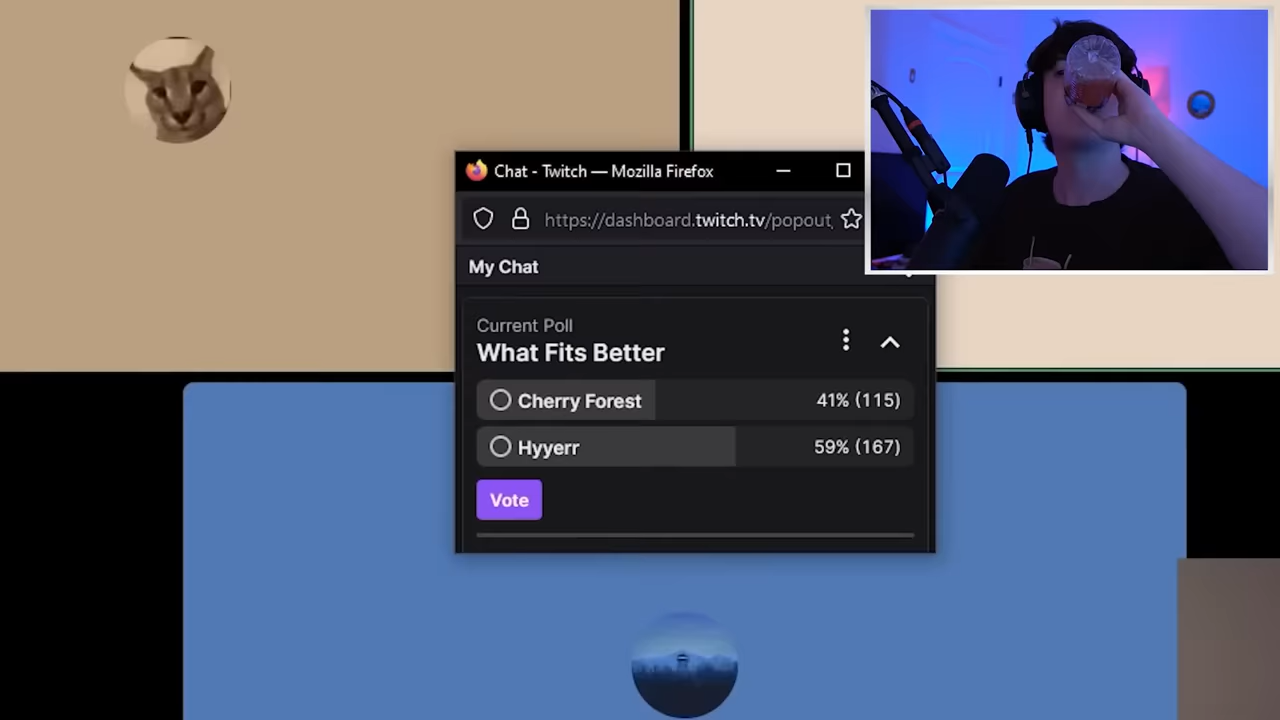 Chat - Twitch — Mozilla Firefox
https://dashboard.twitch.tv/popout
My Chat
Current Poll
What Fits Better
Cherry Forest 41% (115)
Hyyerr 59% (167)
Vote